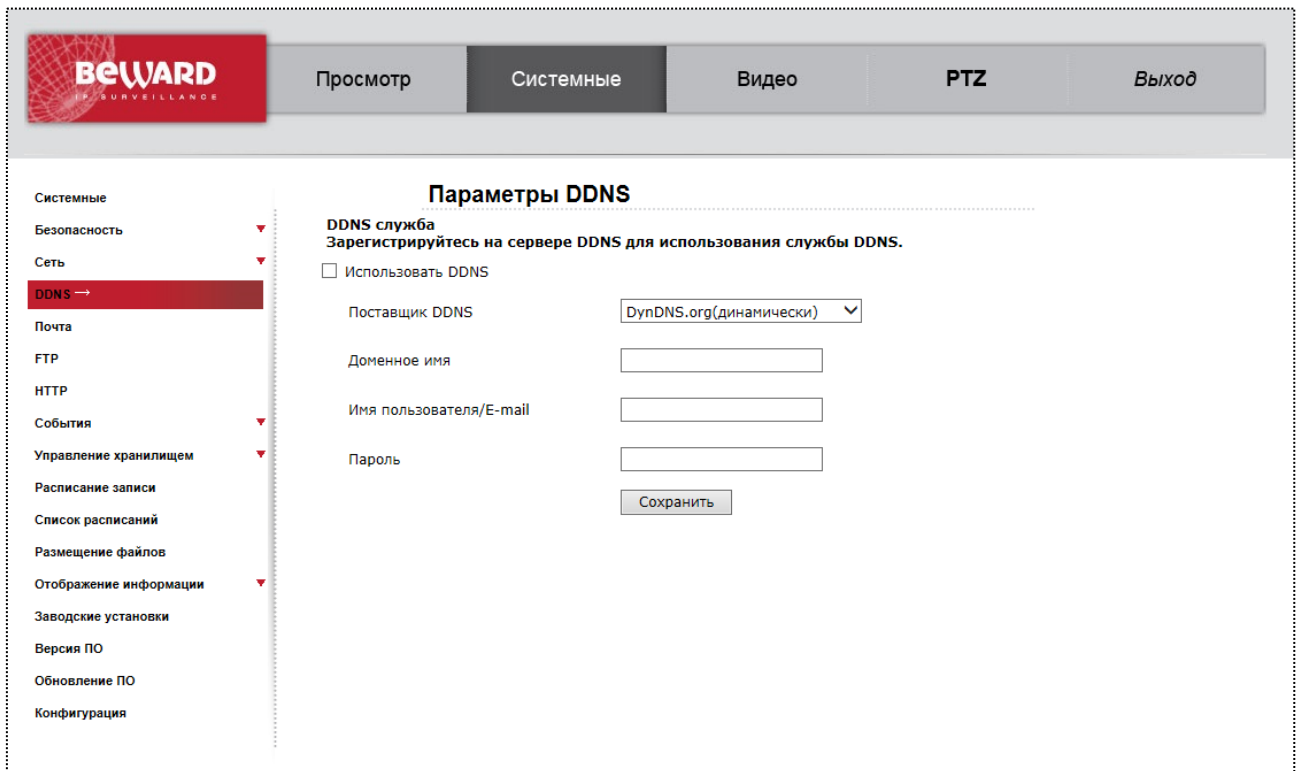 BEWARD
IP SURVEILLANCE
Просмотр
Системные
Видео
PTZ
Выход
Системные
Безопасность
Сеть
DDNS →
Почта
FTP
HTTP
События
Управление хранилищем
Расписание записи
Список расписаний
Размещение файлов
Отображение информации
Заводские установки
Версия ПО
Обновление ПО
Конфигурация
Параметры DDNS
DDNS служба
Зарегистрируйтесь на сервере DDNS для использования службы DDNS.
Использовать DDNS
Поставщик DDNS
DynDNS.org(динамически)
Доменное имя
Имя пользователя/E-mail
Пароль
Сохранить